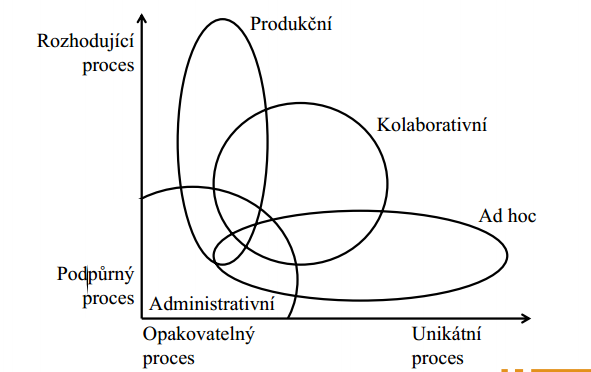 Produkční
Rozhodující
proces
Kolaborativní
Ad hoc
Podpůrný
proces
Administrativní
Opakovatelný
proces
Unikátní
proces